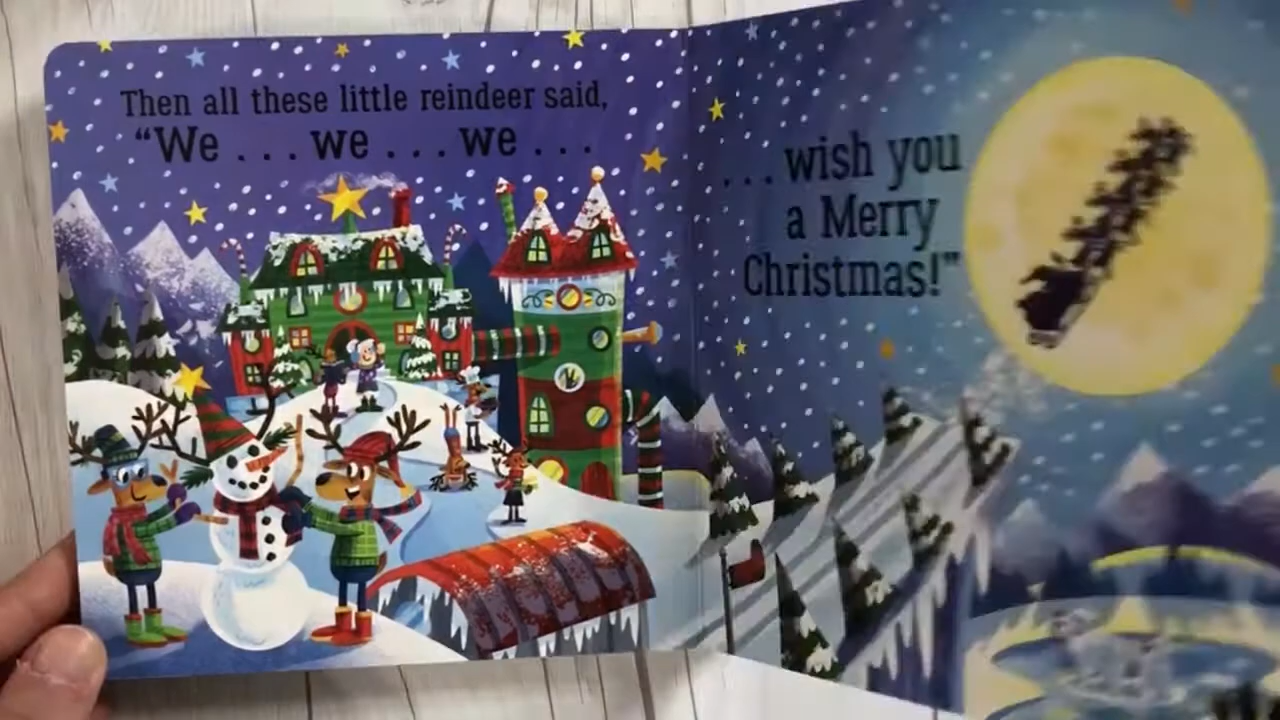 Then all these little reindeer said,
“We . . . we . . . we . . .
. . . wish you
a Merry
Christmas!”